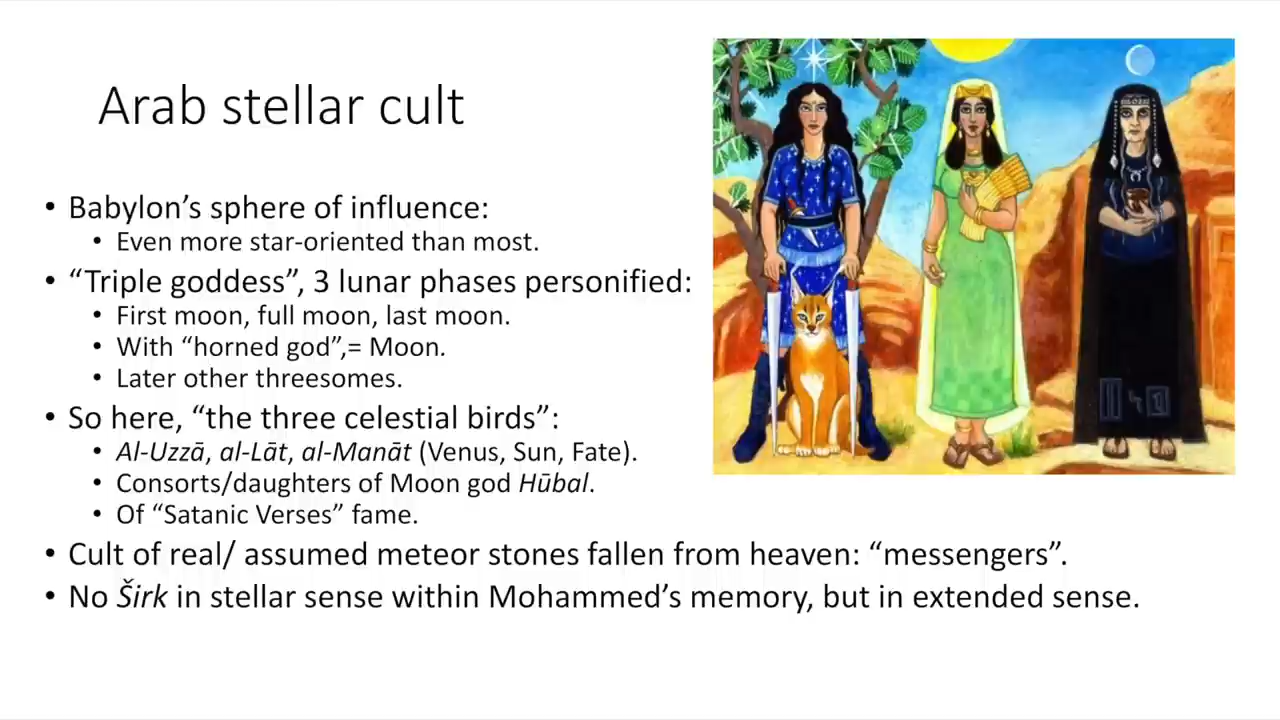 Arab stellar cult
• Babylon’s sphere of influence:
• Even more star-oriented than most.
• “Triple goddess”, 3 lunar phases personified:
• First moon, full moon, last moon.
• With “horned god”,= Moon.
• Later other threesomes.
• So here, “the three celestial birds”:
• Al-Uzzā, al-Lāt, al-Manāt (Venus, Sun, Fate).
• Consorts/daughters of Moon god Hūbal.
• Of “Satanic Verses” fame.
• Cult of real/ assumed meteor stones fallen from heaven: “messengers”.
• No Širk in stellar sense within Mohammed’s memory, but in extended sense.